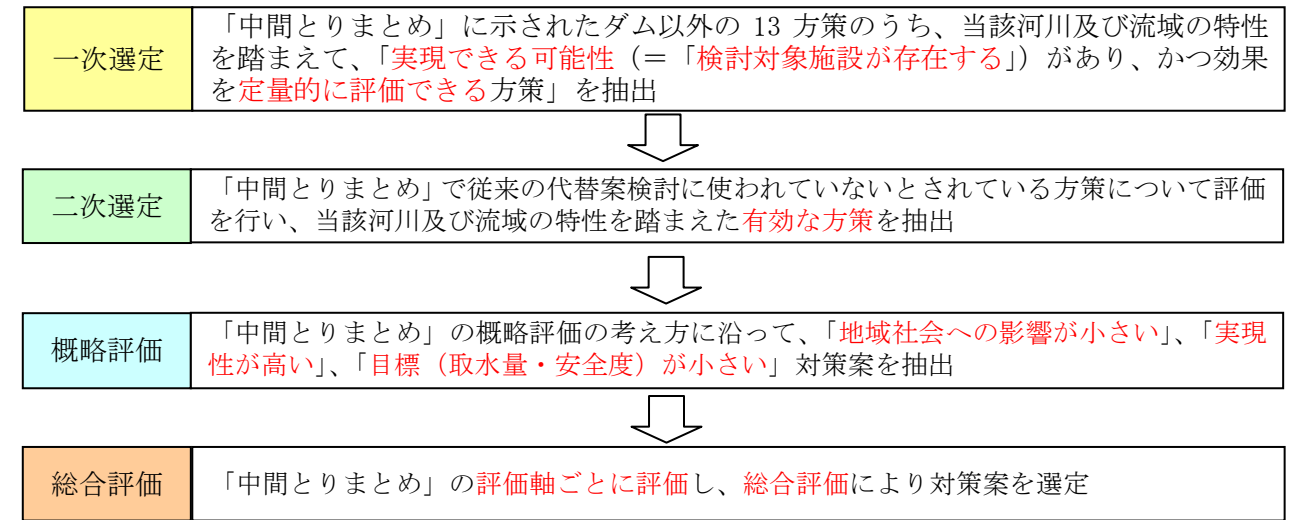 一次選定
「中間とりまとめ」に示されたダム以外の 13 方策のうち、当該河川及び流域の特性
を踏まえて、「実現できる可能性（＝「検討対象施設が存在する」）があり、かつ効果
を定量的に評価できる方策」を抽出
二次選定
「中間とりまとめ」で従来の代替案検討に使われていないとされている方策について評価
を行い、当該河川及び流域の特性を踏まえた有効な方策を抽出
概略評価
「中間とりまとめ」の概略評価の考え方に沿って、「地域社会への影響が小さい」、「実現
性が高い」、「目標（取水量・安全度）が小さい」対策案を抽出
総合評価
「中間とりまとめ」の評価軸ごとに評価し、総合評価により対策案を選定